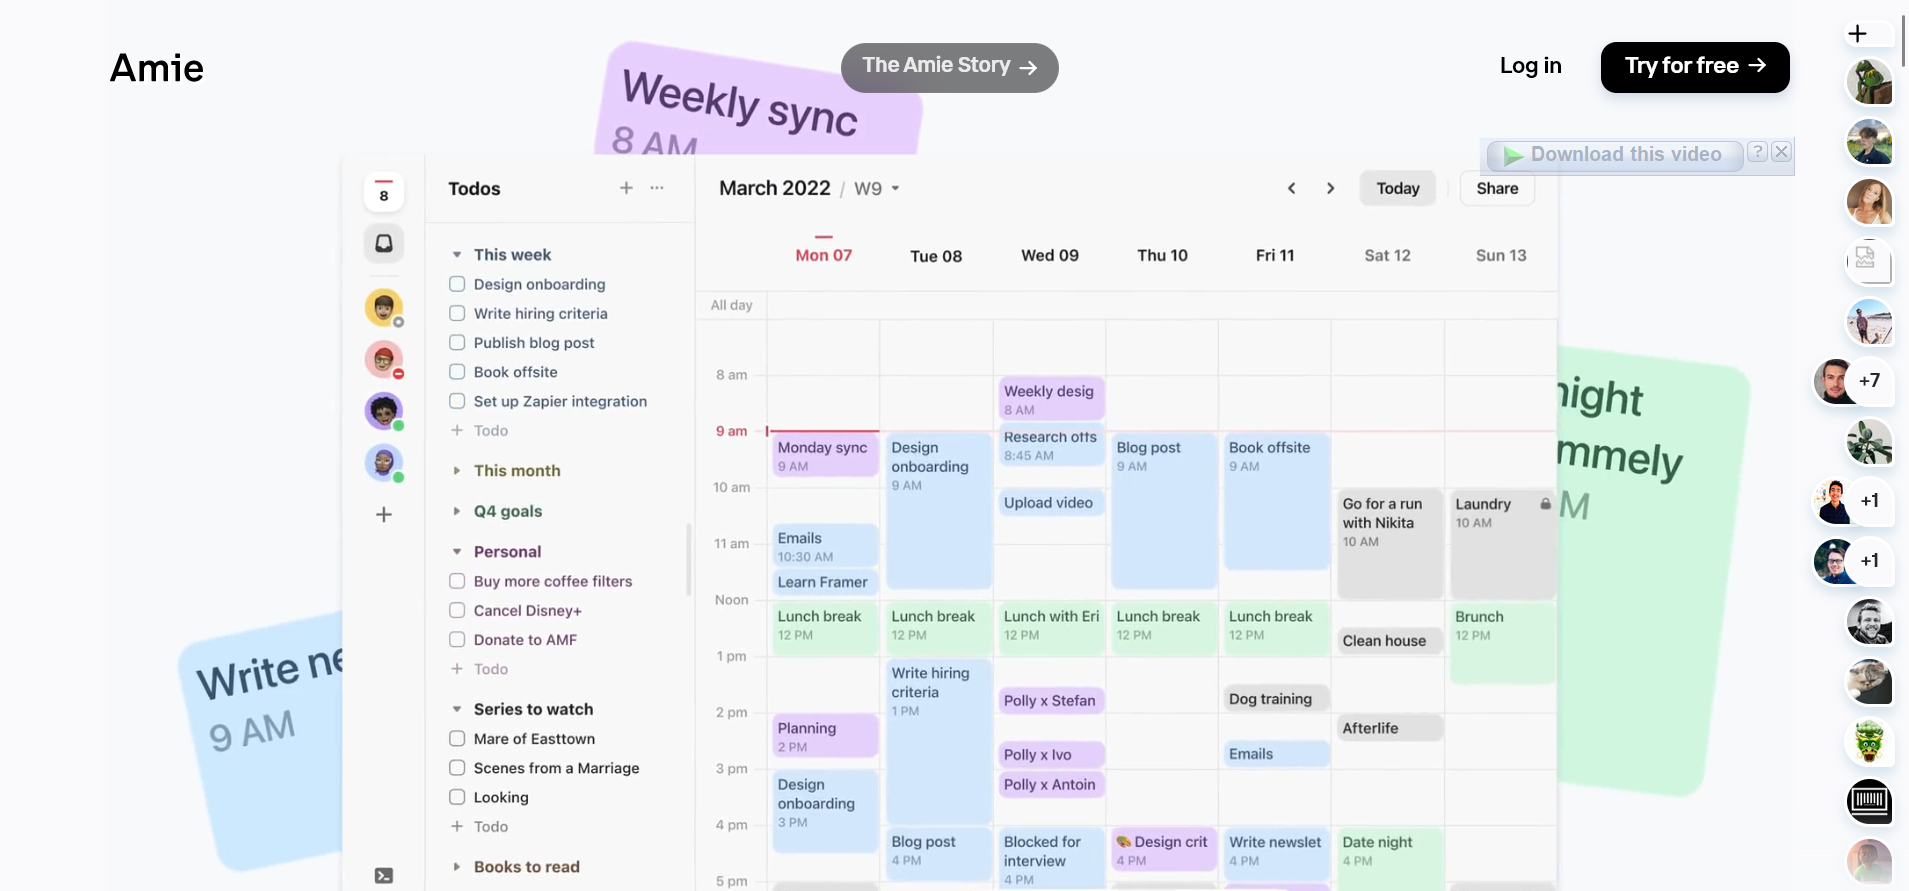 Amie
The Amie Story →
Log in
Try for free →
Weekly sync
8 AM
Download this video
?
8
Todos
This week
Design onboarding
Write hiring criteria
Publish blog post
Book offsite
Set up Zapier integration
+ Todo
This month
Q4 goals
Personal
Buy more coffee filters
Cancel Disney+
Donate to AMF
+ Todo
Series to watch
Mare of Easttown
Scenes from a Marriage
Looking
+ Todo
Books to read
March 2022 / W9
Today
Share
Mon 07
Tue 08
Wed 09
Thu 10
Fri 11
Sat 12
Sun 13
All day
8 am
9 am
10 am
11 am
Noon
1 pm
2 pm
3 pm
4 pm
5 pm
Monday sync
9 AM
Emails
10:30 AM
Learn Framer
Lunch break
12 PM
Planning
2 PM
Design
onboarding
3 PM
Design
onboarding
9 AM
Lunch break
12 PM
Write hiring
criteria
1 PM
Blog post
4 PM
Weekly desig
8 AM
Research offs
8:45 AM
Upload video
Lunch with Eri
12 PM
Polly x Stefan
Polly x Ivo
Polly x Antoin
Blocked for
interview
4 PM
Blog post
9 AM
Lunch break
12 PM
Design crit
4 PM
Book offsite
9 AM
Lunch break
12 PM
Dog training
Emails
Write newslet
4 PM
Go for a run
with Nikita
10 AM
Clean house
Afterlife
Date night
4 PM
Laundry
10 AM
Brunch
12 PM
Write ne
9 AM
night
mmely
M
+7
+1
+1